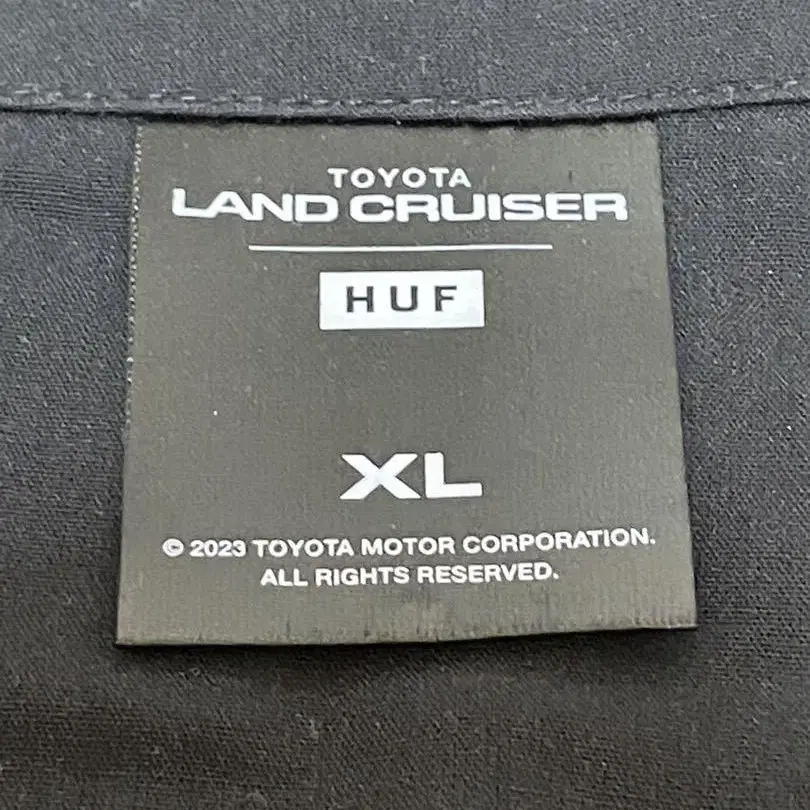 TOYOTA
LAND CRUISER
HUF
XL
© 2023 TOYOTA MOTOR CORPORATION.
ALL RIGHTS RESERVED.